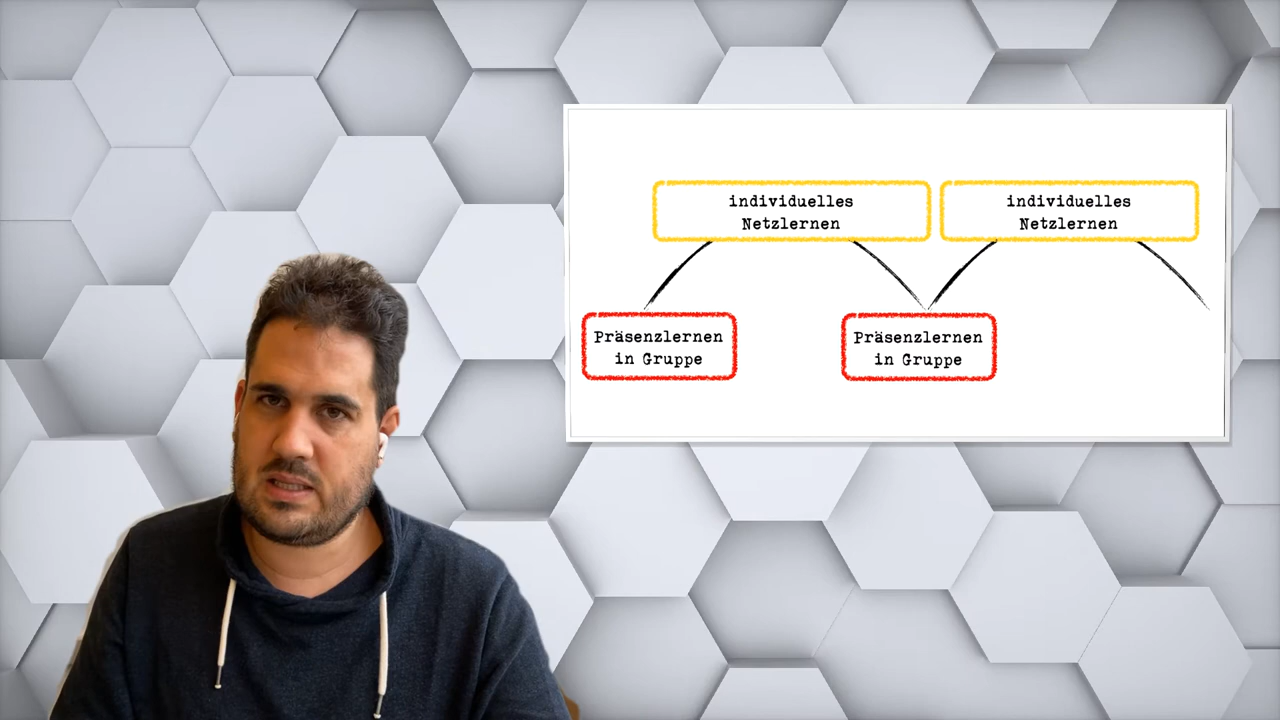 individuelles
Netzlernen
individuelles
Netzlernen
Präsenzlernen
in Gruppe
Präsenzlernen
in Gruppe